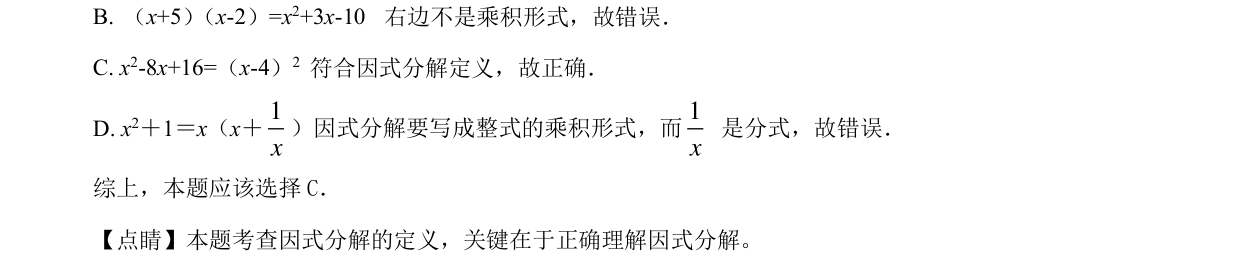 B. （x+5）（x-2）=x²+3x-10 右边不是乘积形式，故错误．
C. x²-8x+16=（x-4）² 符合因式分解定义，故正确．
D. x²＋1＝x（x＋1/x）因式分解要写成整式的乘积形式，而1/x 是分式，故错误．
综上，本题应该选择 C．
【点睛】本题考查因式分解的定义，关键在于正确理解因式分解。